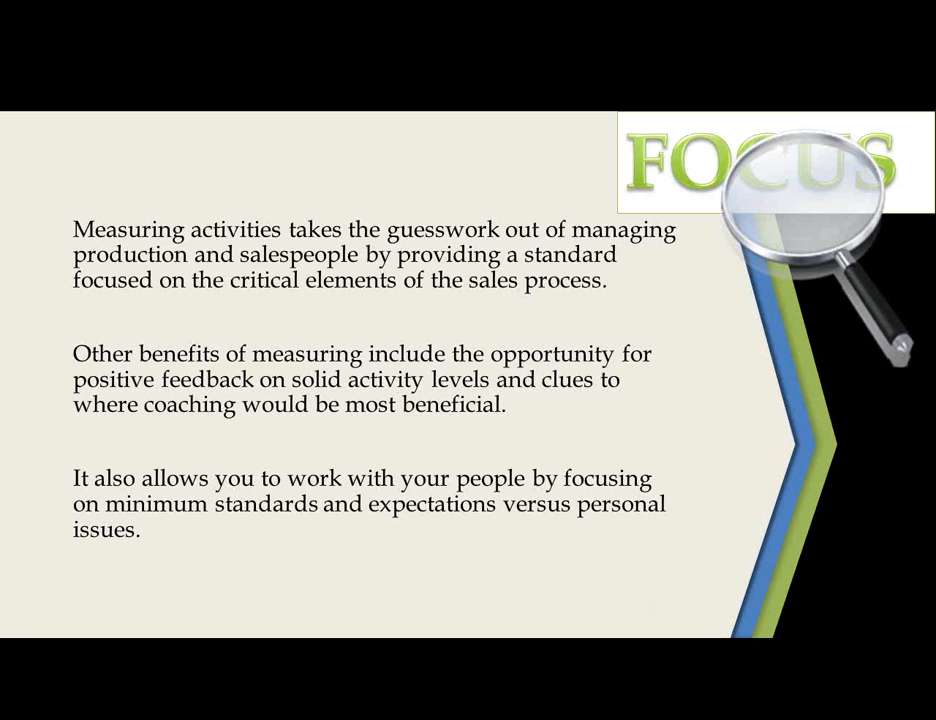 FOCUS
Measuring activities takes the guesswork out of managing
production and salespeople by providing a standard
focused on the critical elements of the sales process.
Other benefits of measuring include the opportunity for
positive feedback on solid activity levels and clues to
where coaching would be most beneficial.
It also allows you to work with your people by focusing
on minimum standards and expectations versus personal
issues.